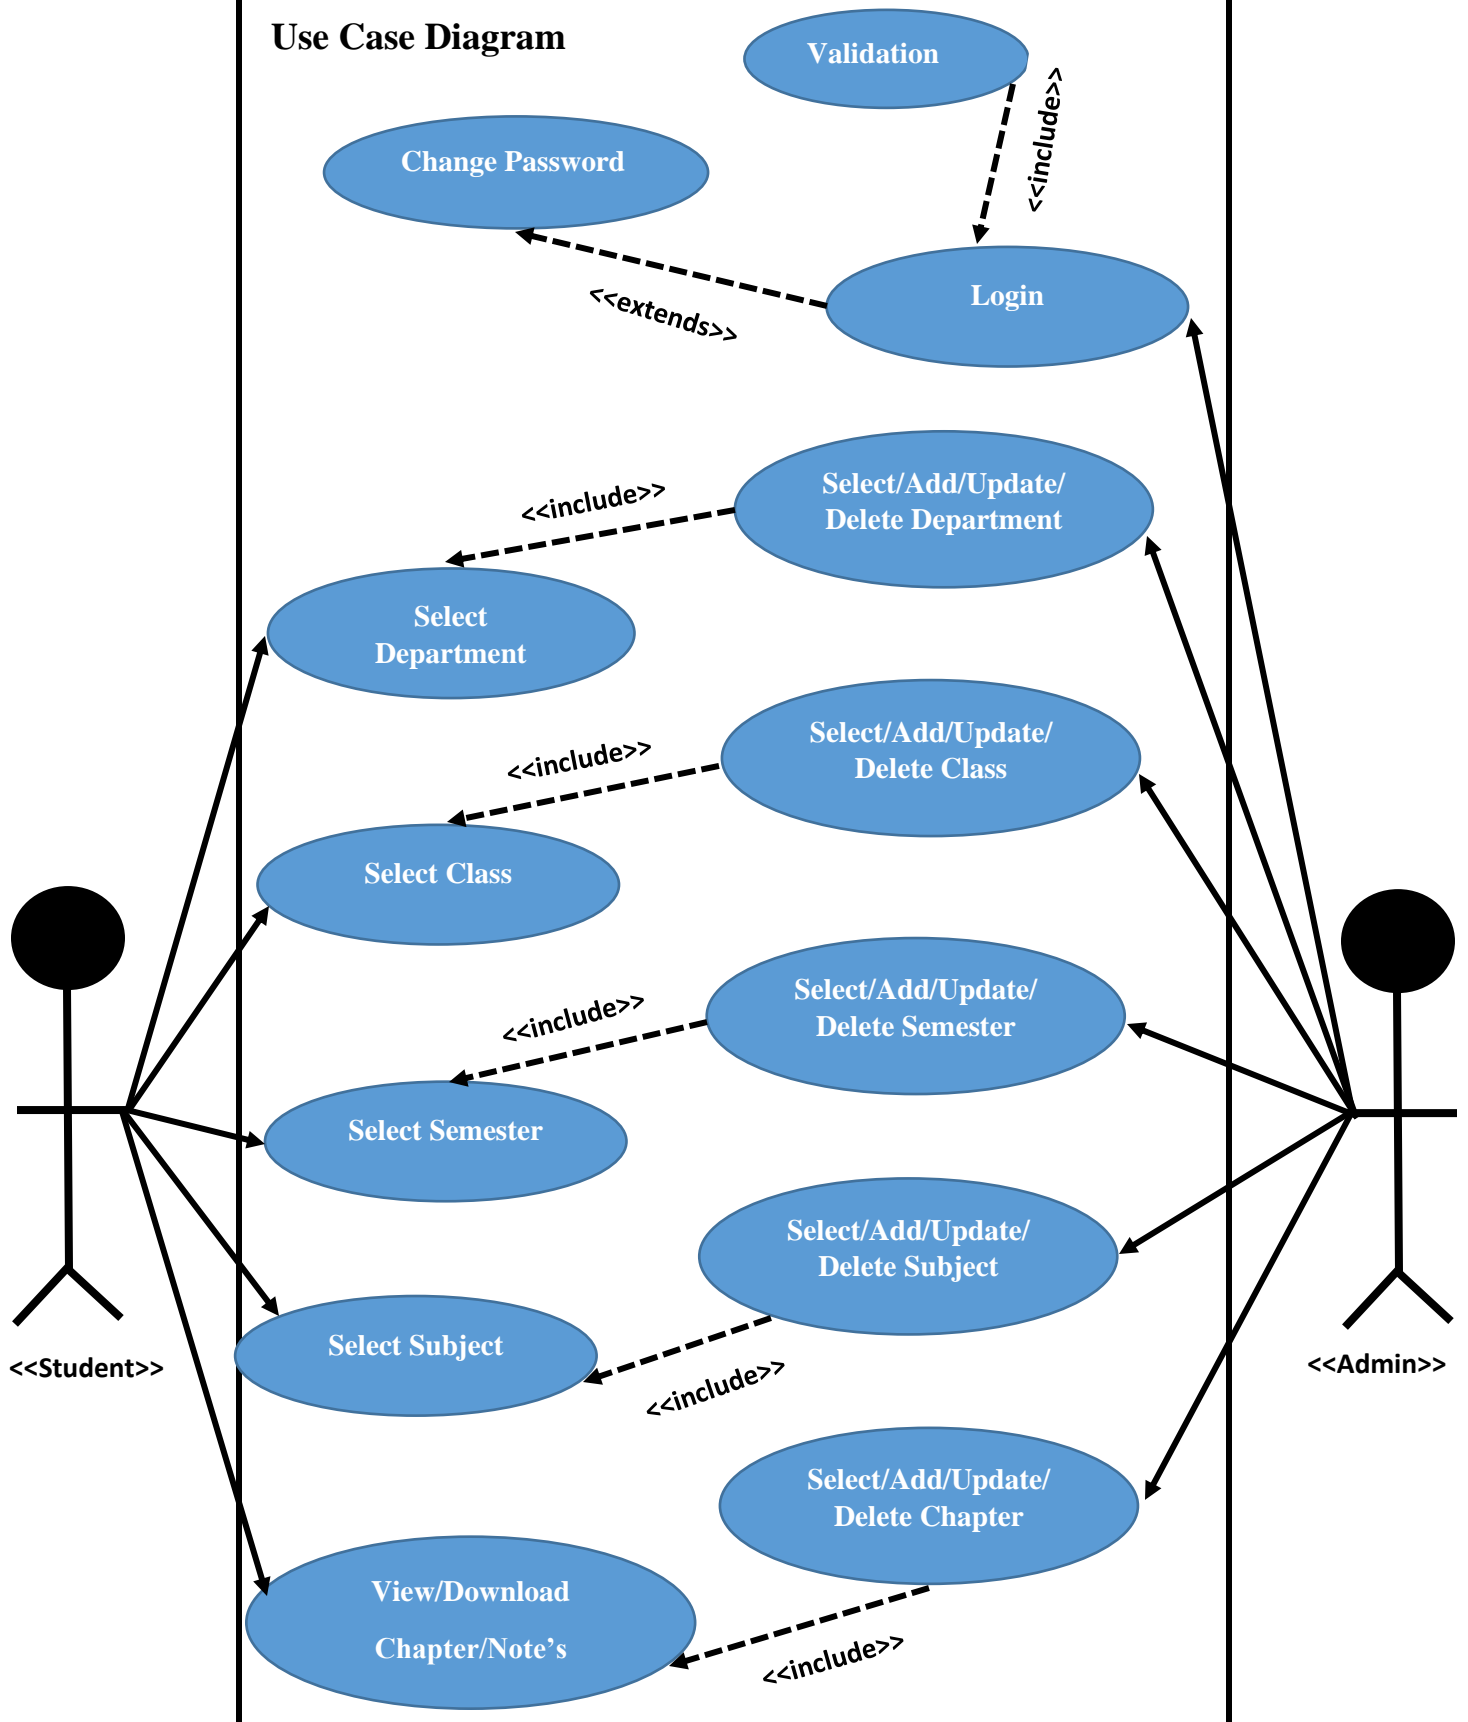 Use Case Diagram
Validation
<<include>>
Change Password
<<extends>>
Login
Select/Add/Update/
Delete Department
<<include>>
Select
Department
Select/Add/Update/
Delete Class
<<include>>
Select Class
Select/Add/Update/
Delete Semester
<<include>>
Select Semester
Select/Add/Update/
Delete Subject
Select Subject
<<include>>
<<Student>>
<<Admin>>
Select/Add/Update/
Delete Chapter
View/Download
Chapter/Note’s
<<include>>